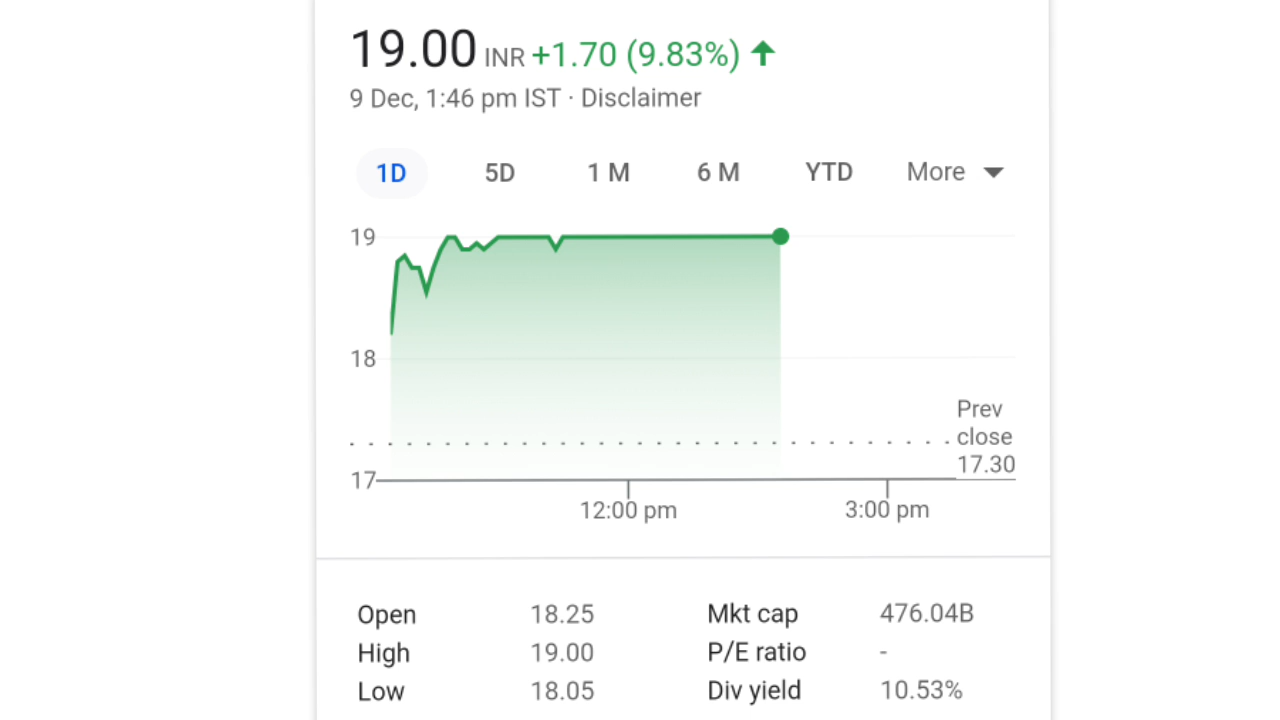 19.00 INR +1.70 (9.83%)
9 Dec, 1:46 pm IST · Disclaimer
1D 5D 1 M 6 M YTD More
19
18
Prev
close
17.30
17
12:00 pm 3:00 pm
Open 18.25 Mkt cap 476.04B
High 19.00 P/E ratio -
Low 18.05 Div yield 10.53%